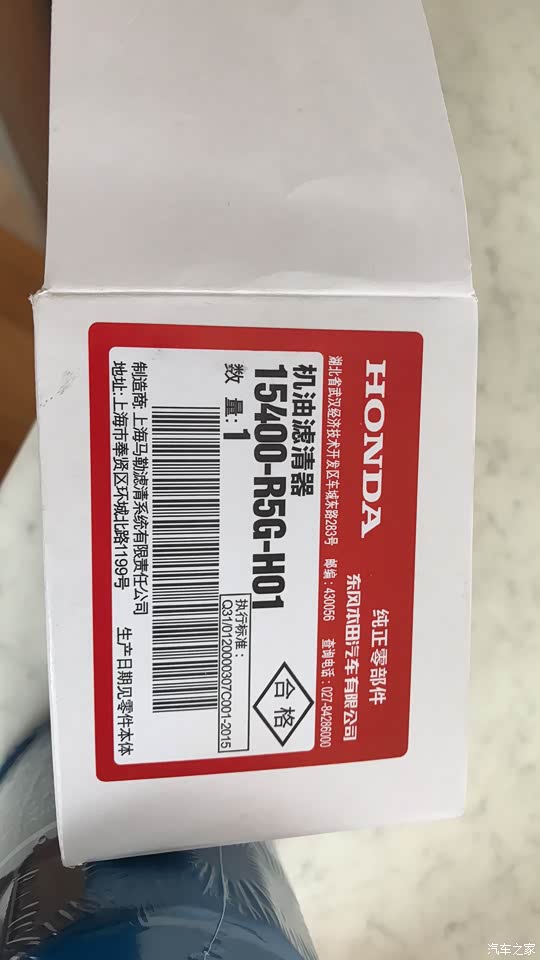 HONDA
纯正零部件
东风本田汽车有限公司
湖北省武汉经济技术开发区车城东路283号 邮编:430056 查询电话:027-84286000
机油滤清器
15400-R5G-H01
数 量:1
合格
执行标准:
Q31/0120000307C001-2015
制造商:上海马勒滤清系统有限责任公司
地址:上海市奉贤区环城北路1199号
生产日期见零件本体
汽车之家